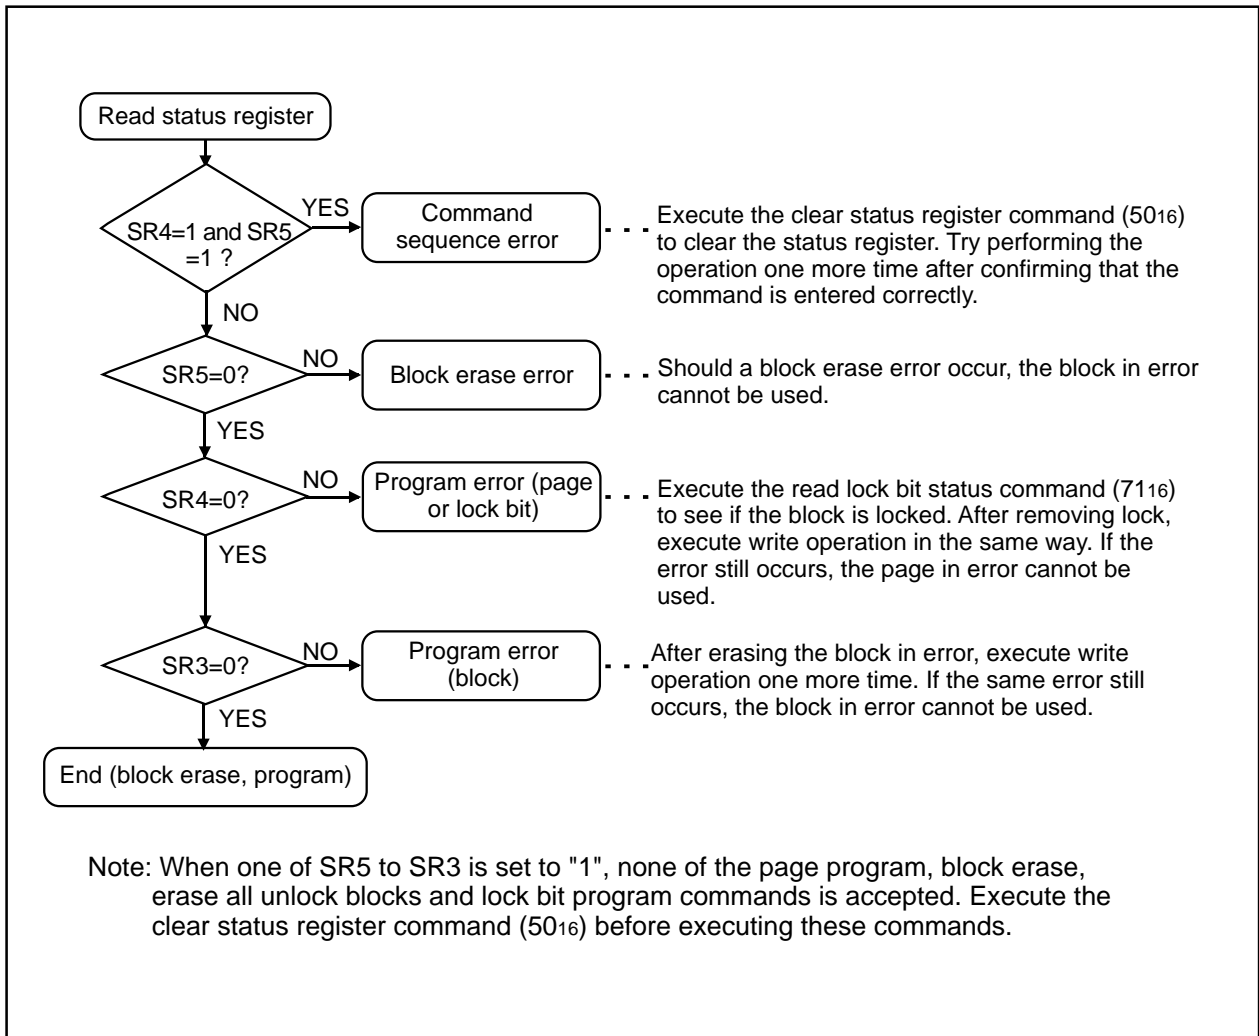 Read status register
YES
SR4=1 and SR5
=1 ?
Command
sequence error
Execute the clear status register command (5016)
to clear the status register. Try performing the
operation one more time after confirming that the
command is entered correctly.
NO
SR5=0?
NO
Block erase error
Should a block erase error occur, the block in error
cannot be used.
YES
SR4=0?
NO
Program error (page
or lock bit)
Execute the read lock bit status command (7116)
to see if the block is locked. After removing lock,
execute write operation in the same way. If the
error still occurs, the page in error cannot be
used.
YES
SR3=0?
NO
Program error
(block)
After erasing the block in error, execute write
operation one more time. If the same error still
occurs, the block in error cannot be used.
YES
End (block erase, program)
Note: When one of SR5 to SR3 is set to "1", none of the page program, block erase,
erase all unlock blocks and lock bit program commands is accepted. Execute the
clear status register command (5016) before executing these commands.